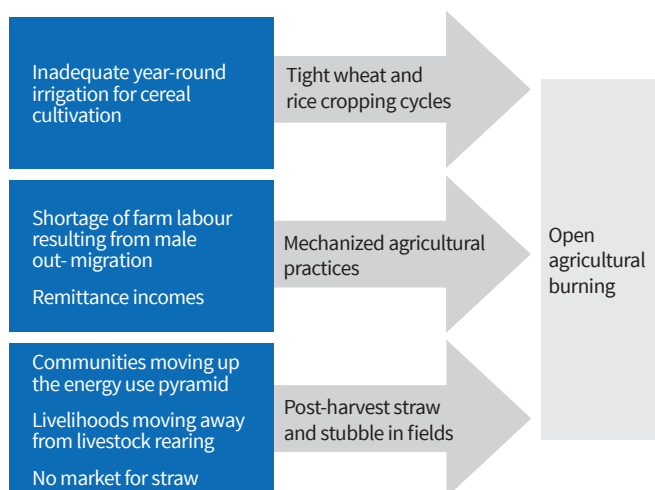 Inadequate year-round
irrigation for cereal
cultivation
Tight wheat and
rice cropping cycles
Shortage of farm labour
resulting from male
out- migration
Remittance incomes
Mechanized agricultural
practices
Communities moving up
the energy use pyramid
Livelihoods moving away
from livestock rearing
No market for straw
Post-harvest straw
and stubble in fields
Open
agricultural
burning